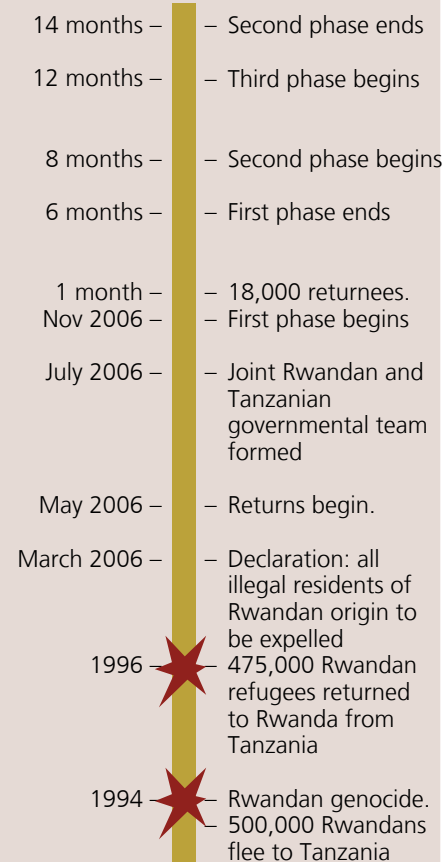 14 months – – Second phase ends
12 months – – Third phase begins
8 months – – Second phase begins
6 months – – First phase ends
1 month – – 18,000 returnees.
Nov 2006 – – First phase begins
July 2006 – – Joint Rwandan and
Tanzanian
governmental team
formed
May 2006 – – Returns begin.
March 2006 – – Declaration: all
illegal residents of
Rwandan origin to
be expelled
1996 – – 475,000 Rwandan
refugees returned
to Rwanda from
Tanzania
1994 – – Rwandan genocide.
– 500,000 Rwandans
flee to Tanzania